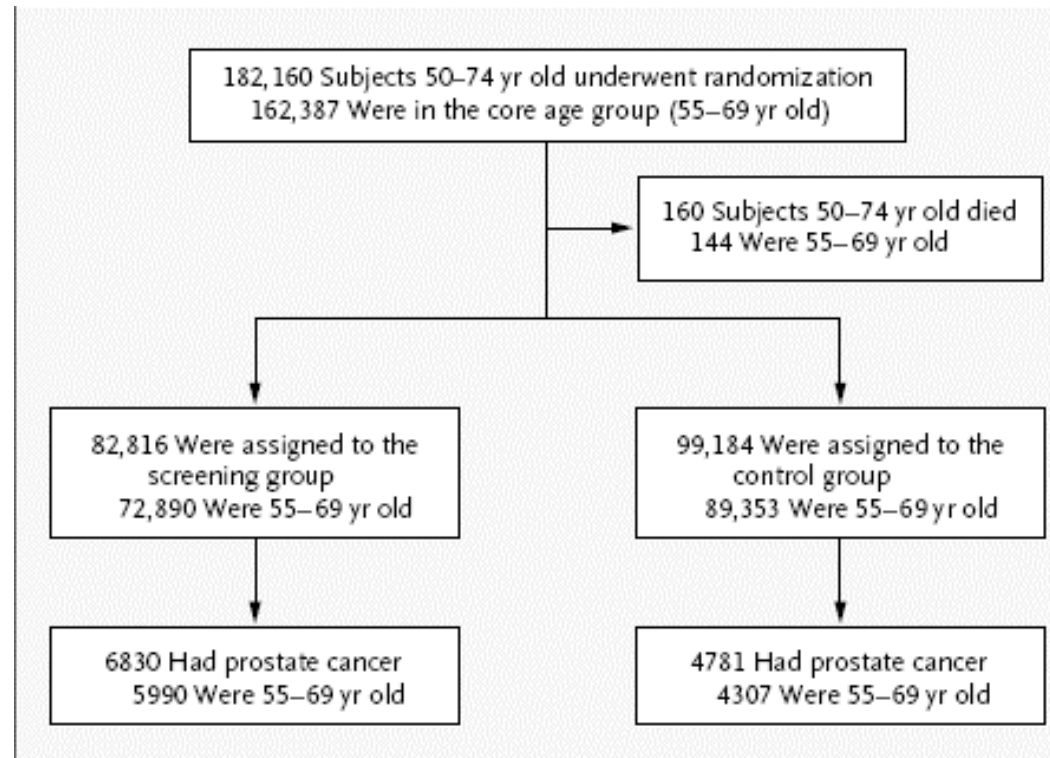 182,160 Subjects 50–74 yr old underwent randomization
162,387 Were in the core age group (55–69 yr old)
160 Subjects 50–74 yr old died
144 Were 55–69 yr old
82,816 Were assigned to the
screening group
72,890 Were 55–69 yr old
99,184 Were assigned to the
control group
89,353 Were 55–69 yr old
6830 Had prostate cancer
5990 Were 55–69 yr old
4781 Had prostate cancer
4307 Were 55–69 yr old